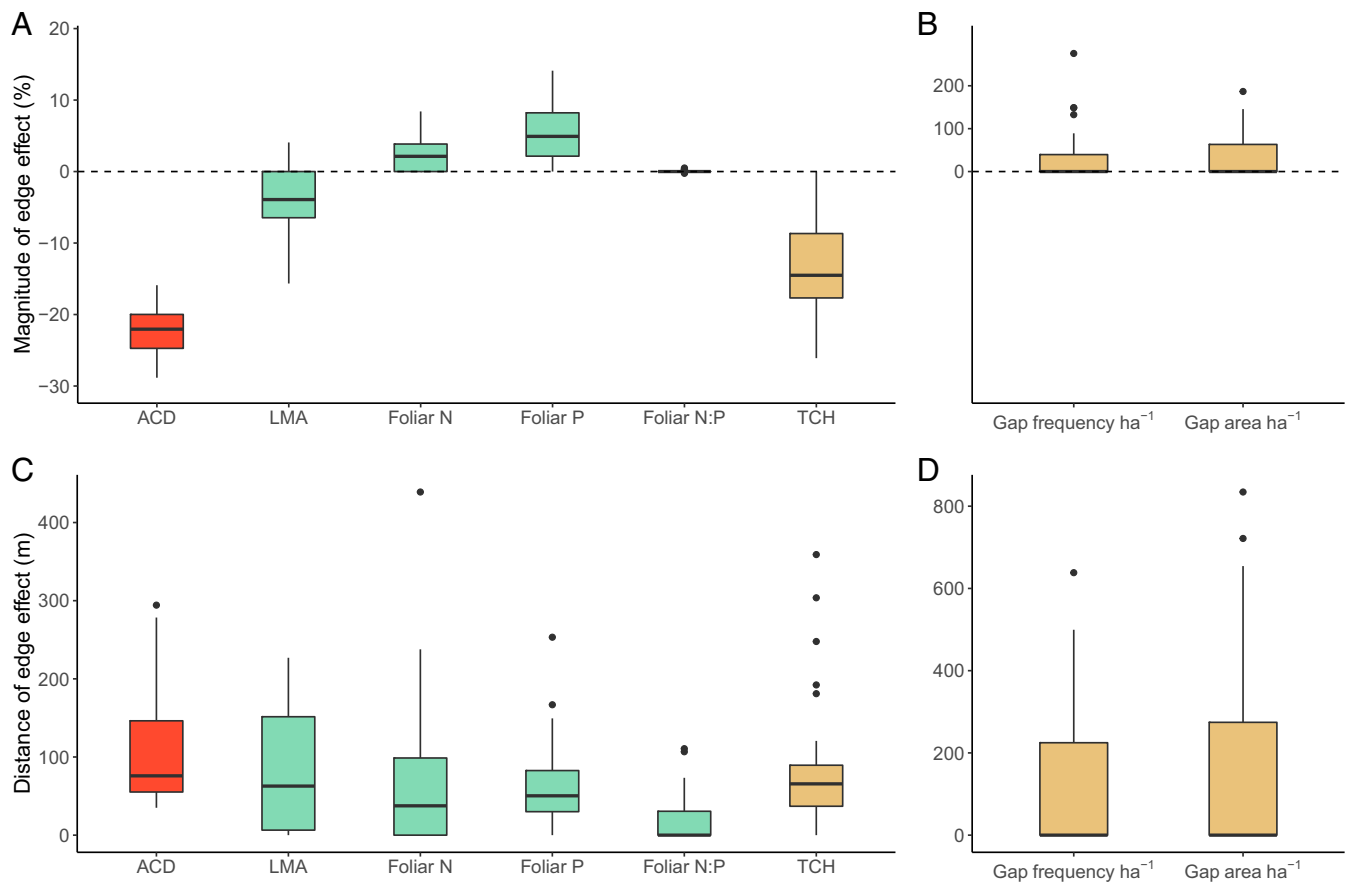 A
Magnitude of edge effect (%)
20
10
0
−10
−20
−30
ACD LMA Foliar N Foliar P Foliar N:P TCH
B
200
100
0
Gap frequency ha⁻¹ Gap area ha⁻¹
C
Distance of edge effect (m)
400
300
200
100
0
ACD LMA Foliar N Foliar P Foliar N:P TCH
D
800
600
400
200
0
Gap frequency ha⁻¹ Gap area ha⁻¹